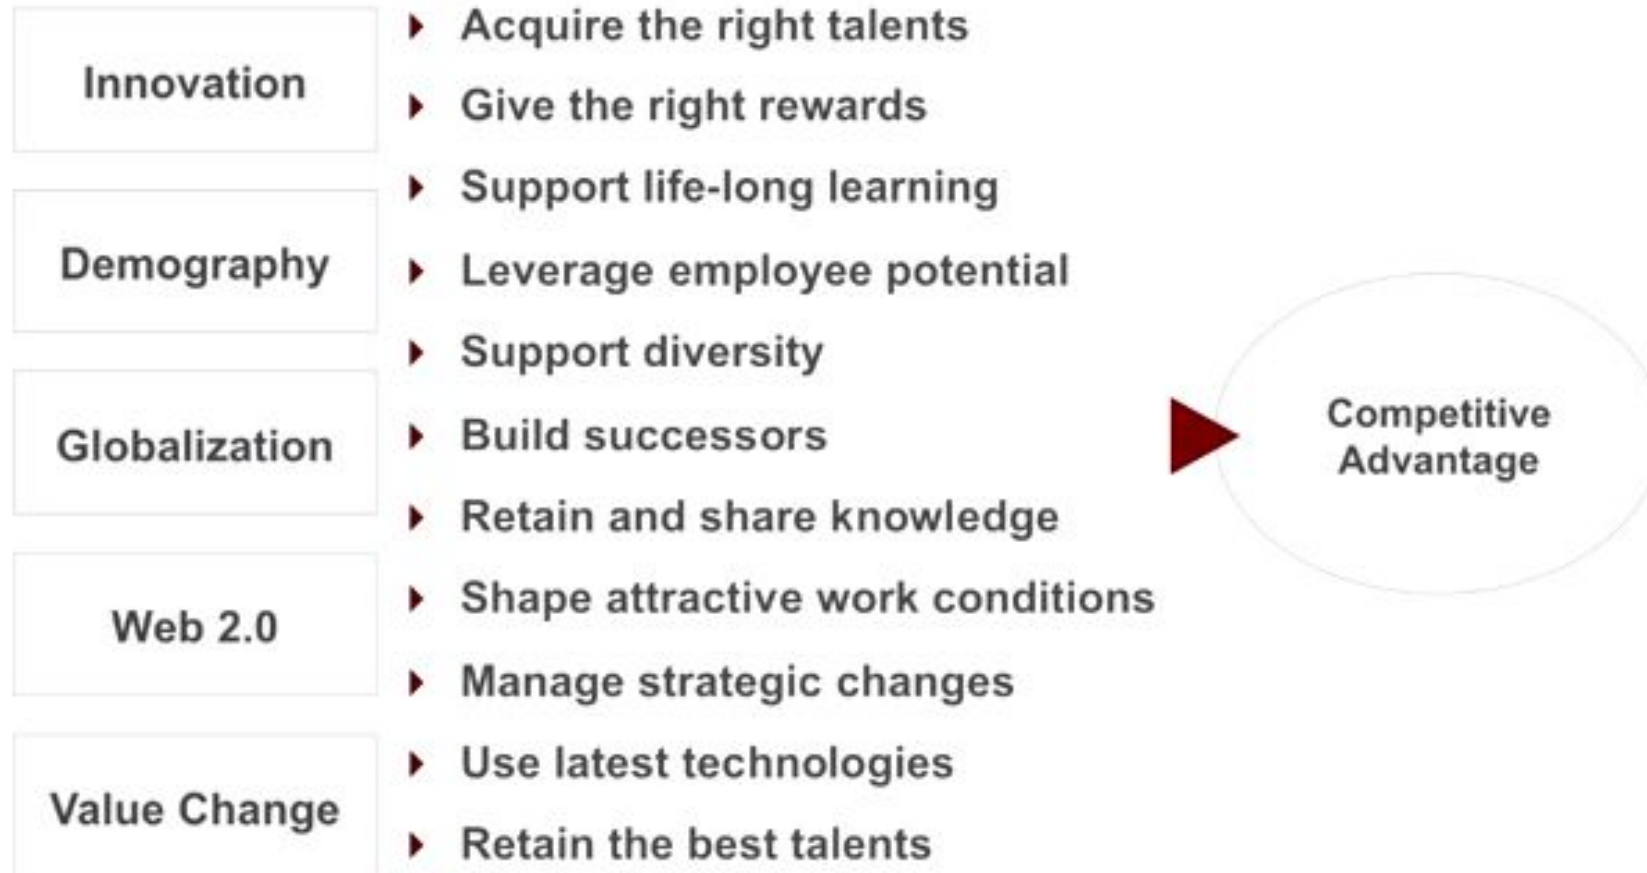 Innovation
Demography
Globalization
Web 2.0
Value Change
Acquire the right talents
Give the right rewards
Support life-long learning
Leverage employee potential
Support diversity
Build successors
Retain and share knowledge
Shape attractive work conditions
Manage strategic changes
Use latest technologies
Retain the best talents
Competitive
Advantage